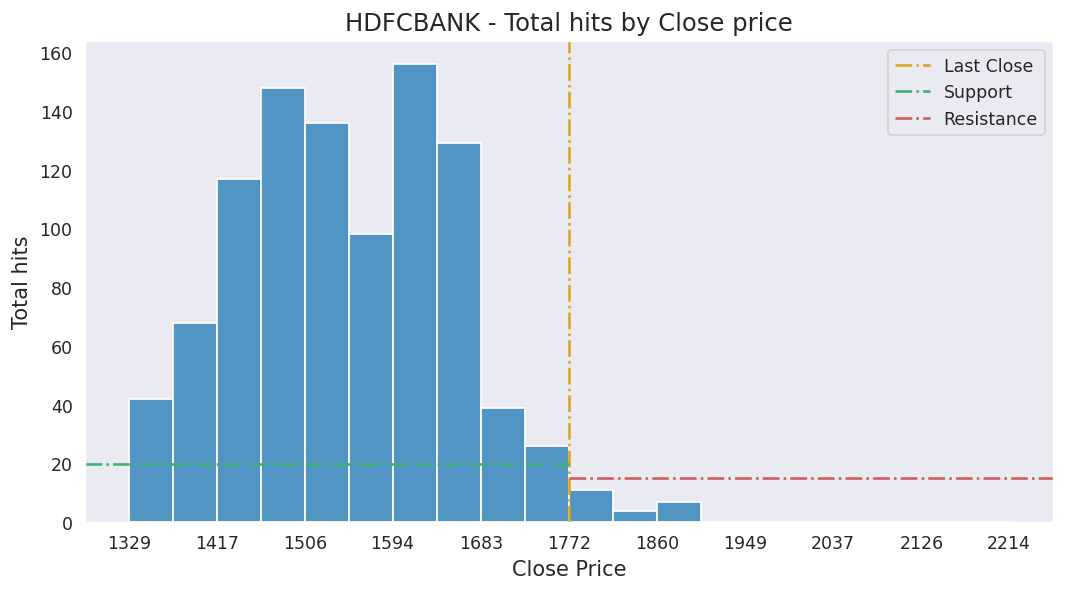 HDFCBANK - Total hits by Close price
Total hits
160
140
120
100
80
60
40
20
0
Last Close
Support
Resistance
1329 1417 1506 1594 1683 1772 1860 1949 2037 2126 2214
Close Price